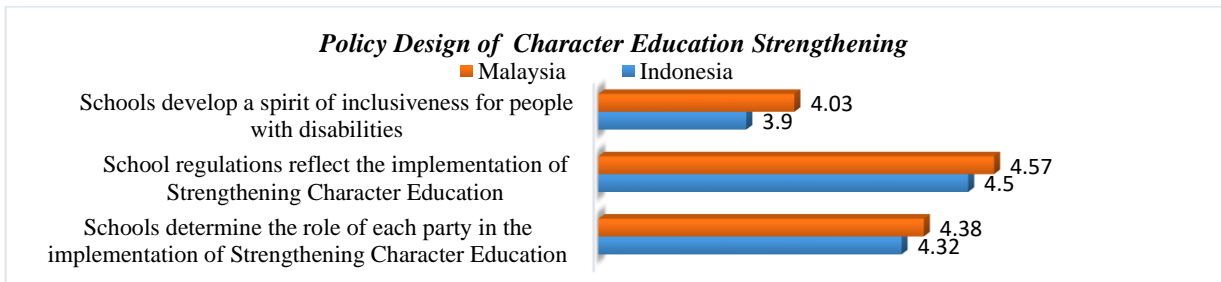 Policy Design of Character Education Strengthening
Malaysia Indonesia
Schools develop a spirit of inclusiveness for people
with disabilities
4.03
3.9
School regulations reflect the implementation of
Strengthening Character Education
4.57
4.5
Schools determine the role of each party in the
implementation of Strengthening Character Education
4.38
4.32